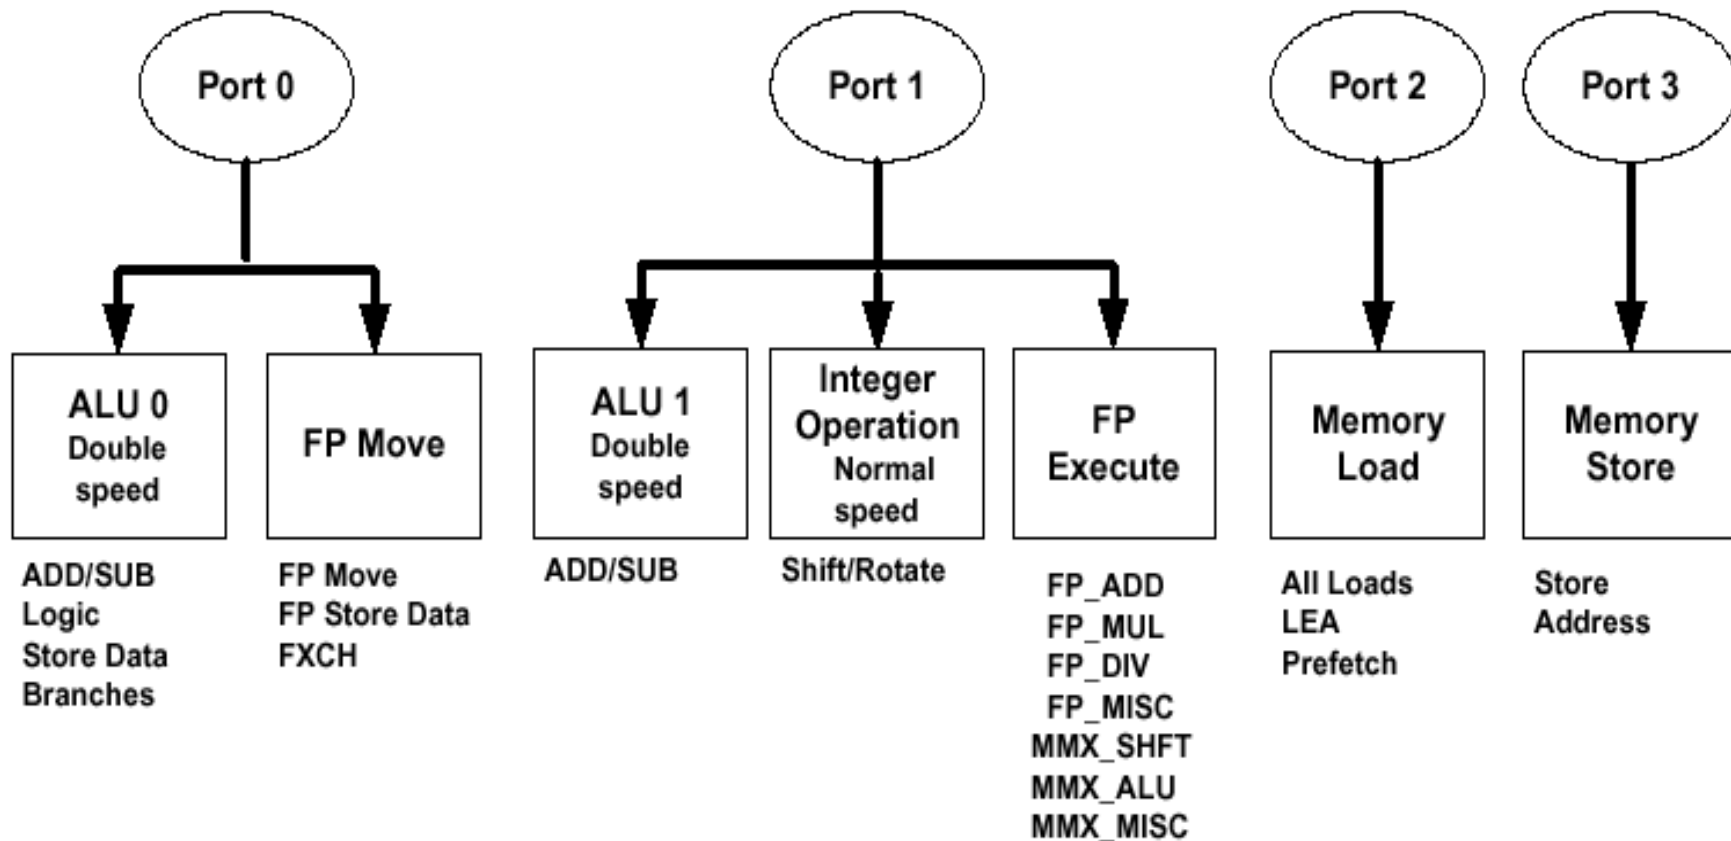 Port 0
Port 1
Port 2
Port 3
ALU 0
Double
speed
FP Move
ALU 1
Double
speed
Integer
Operation
Normal
speed
FP
Execute
Memory
Load
Memory
Store
ADD/SUB
Logic
Store Data
Branches
FP Move
FP Store Data
FXCH
ADD/SUB
Shift/Rotate
FP_ADD
FP_MUL
FP_DIV
FP_MISC
MMX_SHFT
MMX_ALU
MMX_MISC
All Loads
LEA
Prefetch
Store
Address